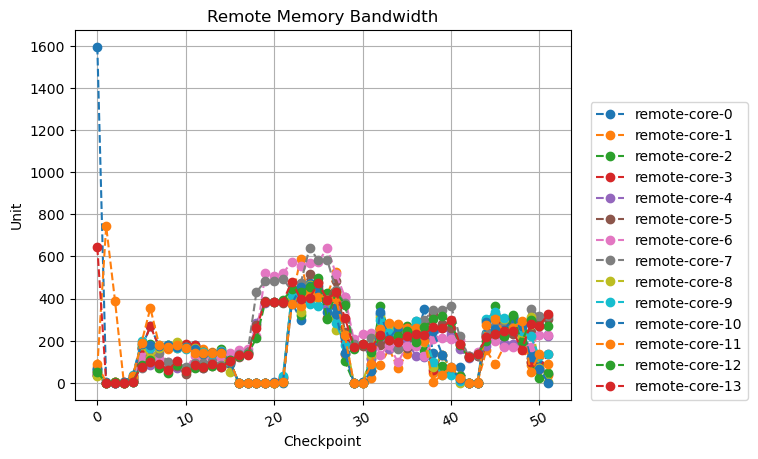 Remote Memory Bandwidth
Unit
1600
1400
1200
1000
800
600
400
200
0
0
10
20
30
40
50
Checkpoint
remote-core-0
remote-core-1
remote-core-2
remote-core-3
remote-core-4
remote-core-5
remote-core-6
remote-core-7
remote-core-8
remote-core-9
remote-core-10
remote-core-11
remote-core-12
remote-core-13